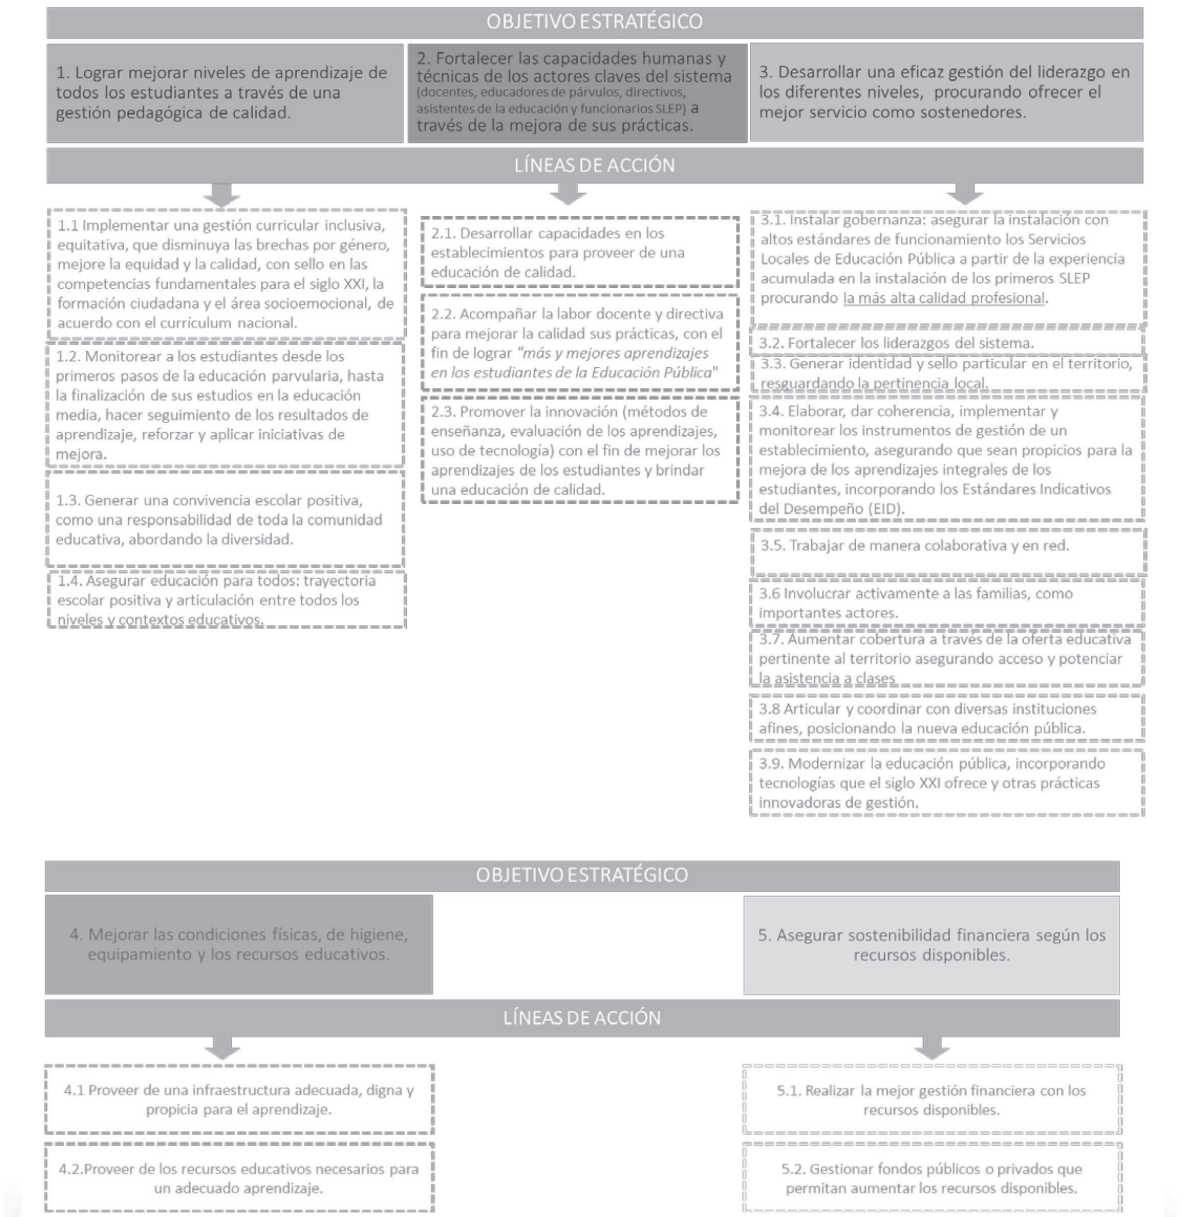 OBJETIVO ESTRATÉGICO
1. Lograr mejorar niveles de aprendizaje de
todos los estudiantes a través de una
gestión pedagógica de calidad.
2. Fortalecer las capacidades humanas y
técnicas de los actores claves del sistema
(docentes, educadores de párvulos, directivos,
asistentes de la educación y funcionarios SLEP) a
través de la mejora de sus prácticas.
3. Desarrollar una eficaz gestión del liderazgo en
los diferentes niveles, procurando ofrecer el
mejor servicio como sostenedores.
LÍNEAS DE ACCIÓN
1.1 Implementar una gestión curricular inclusiva,
equitativa, que disminuya las brechas por género,
mejore la equidad y la calidad, con sello en las
competencias fundamentales para el siglo XXI, la
formación ciudadana y el área socioemocional, de
acuerdo con el currículum nacional.
1.2. Monitorear a los estudiantes desde los
primeros pasos de la educación parvularia, hasta
la finalización de sus estudios en la educación
media, hacer seguimiento de los resultados de
aprendizaje, reforzar y aplicar iniciativas de
mejora.
1.3. Generar una convivencia escolar positiva,
como una responsabilidad de toda la comunidad
educativa, abordando la diversidad.
1.4. Asegurar educación para todos: trayectoria
escolar positiva y articulación entre todos los
niveles y contextos educativos.
2.1. Desarrollar capacidades en los
establecimientos para proveer de una
educación de calidad.
2.2. Acompañar la labor docente y directiva
para mejorar la calidad sus prácticas, con el
fin de lograr "más y mejores aprendizajes
en los estudiantes de la Educación Pública"
2.3. Promover la innovación (métodos de
enseñanza, evaluación de los aprendizajes,
uso de tecnología) con el fin de mejorar los
aprendizajes de los estudiantes y brindar
una educación de calidad.
3.1. Instalar gobernanza: asegurar la instalación con
altos estándares de funcionamiento los Servicios
Locales de Educación Pública a partir de la experiencia
acumulada en la instalación de los primeros SLEP
procurando la más alta calidad profesional.
3.2. Fortalecer los liderazgos del sistema.
3.3. Generar identidad y sello particular en el territorio,
resguardando la pertinencia local.
3.4. Elaborar, dar coherencia, implementar y
monitorear los instrumentos de gestión de un
establecimiento, asegurando que sean propicios para la
mejora de los aprendizajes integrales de los
estudiantes, incorporando los Estándares Indicativos
del Desempeño (EID).
3.5. Trabajar de manera colaborativa y en red.
3.6 Involucrar activamente a las familias, como
importantes actores.
3.7. Aumentar cobertura a través de la oferta educativa
pertinente al territorio asegurando acceso y potenciar
la asistencia a clases
3.8 Articular y coordinar con diversas instituciones
afines, posicionando la nueva educación pública.
3.9. Modernizar la educación pública, incorporando
tecnologías que el siglo XXI ofrece y otras prácticas
innovadoras de gestión.
OBJETIVO ESTRATÉGICO
4. Mejorar las condiciones físicas, de higiene,
equipamiento y los recursos educativos.
5. Asegurar sostenibilidad financiera según los
recursos disponibles.
LÍNEAS DE ACCIÓN
4.1 Proveer de una infraestructura adecuada, digna y
propicia para el aprendizaje.
4.2.Proveer de los recursos educativos necesarios para
un adecuado aprendizaje.
5.1. Realizar la mejor gestión financiera con los
recursos disponibles.
5.2. Gestionar fondos públicos o privados que
permitan aumentar los recursos disponibles.